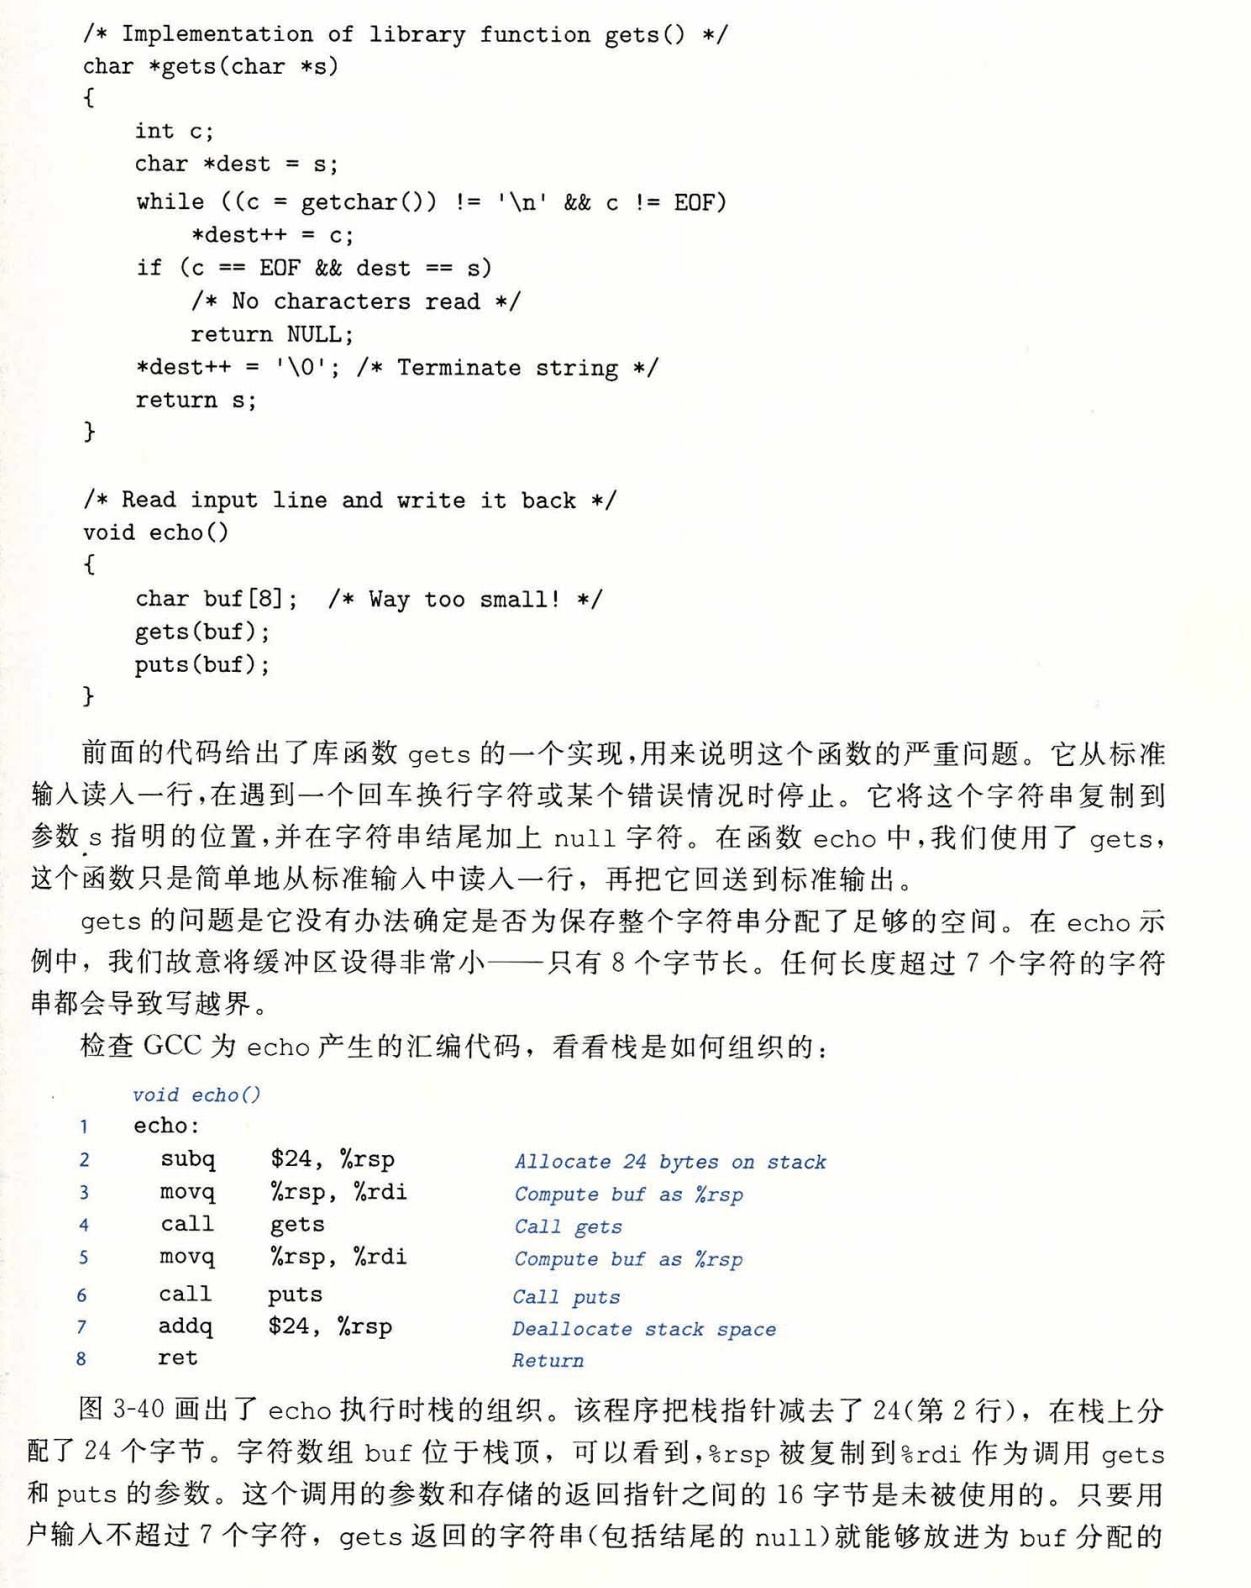 /* Implementation of library function gets() */
char *gets(char *s)
{
    int c;
    char *dest = s;
    while ((c = getchar()) != '\n' && c != EOF)
        *dest++ = c;
    if (c == EOF && dest == s)
        /* No characters read */
        return NULL;
    *dest++ = '\0'; /* Terminate string */
    return s;
}
/* Read input line and write it back */
void echo()
{
    char buf[8];  /* Way too small! */
    gets(buf);
    puts(buf);
}
前面的代码给出了库函数 gets 的一个实现,用来说明这个函数的严重问题。它从标准
输入读入一行,在遇到一个回车换行字符或某个错误情况时停止。它将这个字符串复制到
参数 s 指明的位置,并在字符串结尾加上 null 字符。在函数 echo 中,我们使用了 gets,
这个函数只是简单地从标准输入中读入一行，再把它回送到标准输出。
gets 的问题是它没有办法确定是否为保存整个字符串分配了足够的空间。在 echo 示
例中，我们故意将缓冲区设得非常小——只有 8 个字节长。任何长度超过 7 个字符的字符
串都会导致写越界。
检查 GCC 为 echo 产生的汇编代码，看看栈是如何组织的：
void echo()
1 echo:
2 subq $24, %rsp Allocate 24 bytes on stack
3 movq %rsp, %rdi Compute buf as %rsp
4 call gets Call gets
5 movq %rsp, %rdi Compute buf as %rsp
6 call puts Call puts
7 addq $24, %rsp Deallocate stack space
8 ret Return
图 3-40 画出了 echo 执行时栈的组织。该程序把栈指针减去了 24(第 2 行)，在栈上分
配了 24 个字节。字符数组 buf 位于栈顶，可以看到,%rsp 被复制到%rdi 作为调用 gets
和 puts 的参数。这个调用的参数和存储的返回指针之间的 16 字节是未被使用的。只要用
户输入不超过 7 个字符，gets 返回的字符串(包括结尾的 null)就能够放进为 buf 分配的